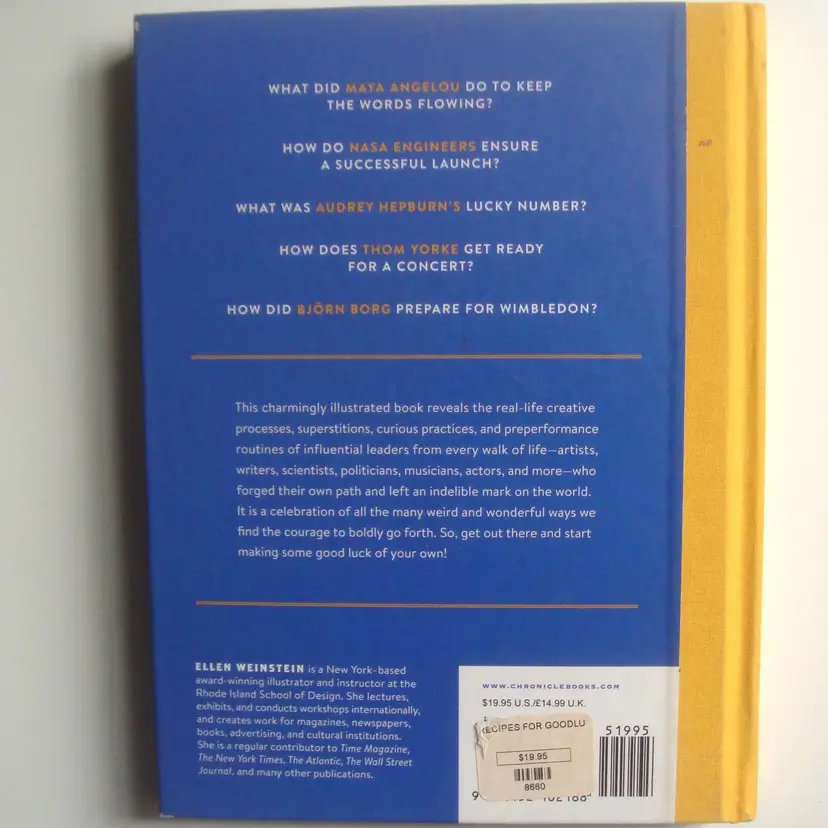 WHAT DID MAYA ANGELOU DO TO KEEP
THE WORDS FLOWING?
HOW DO NASA ENGINEERS ENSURE
A SUCCESSFUL LAUNCH?
WHAT WAS AUDREY HEPBURN'S LUCKY NUMBER?
HOW DOES THOM YORKE GET READY
FOR A CONCERT?
HOW DID BJÖRN BORG PREPARE FOR WIMBLEDON?
This charmingly illustrated book reveals the real-life creative
processes, superstitions, curious practices, and preperformance
routines of influential leaders from every walk of life—artists,
writers, scientists, politicians, musicians, actors, and more—who
forged their own path and left an indelible mark on the world.
It is a celebration of all the many weird and wonderful ways we
find the courage to boldly go forth. So, get out there and start
making some good luck of your own!
ELLEN WEINSTEIN is a New York–based
award-winning illustrator and instructor at the
Rhode Island School of Design. She lectures,
exhibits, and conducts workshops internationally,
and creates work for magazines, newspapers,
books, advertising, and cultural institutions.
She is a regular contributor to Time Magazine,
The New York Times, The Atlantic, The Wall Street
Journal, and many other publications.
WWW.CHRONICLEBOOKS.COM
$19.95 U.S./£14.99 U.K.
FOR GOODLU
51995
$19.95
8660